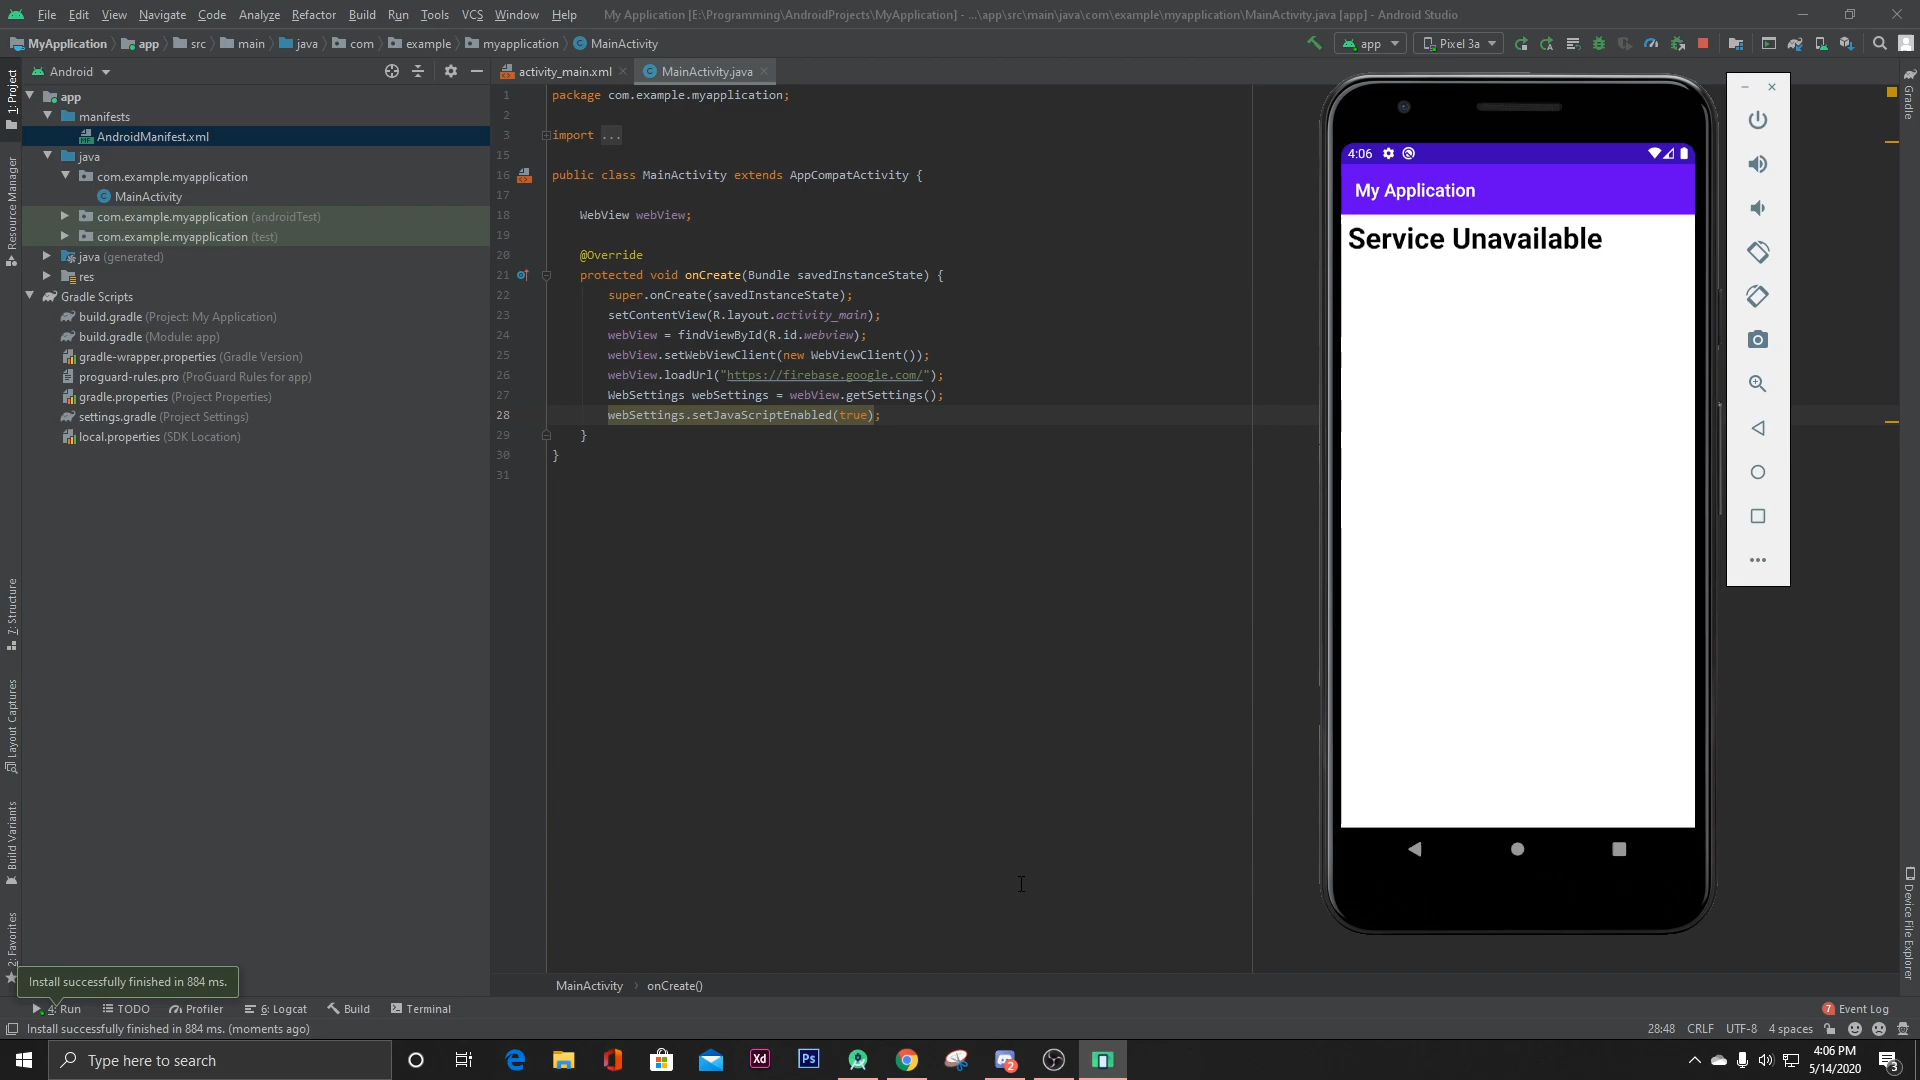 File Edit View Navigate Code Analyze Refactor Build Run Tools VCS Window Help My Application [E:\Programming\AndroidProjects\MyApplication] - ...\app\src\main\java\com\example\myapplication\MainActivity.java [app] - Android Studio
MyApplication app src main java com example myapplication MainActivity app Pixel 3a
Android activity_main.xml MainActivity.java
1: Project
Resource Manager
7: Structure
Layout Captures
Build Variants
2: Favorites
app
manifests
AndroidManifest.xml
java
com.example.myapplication
MainActivity
com.example.myapplication (androidTest)
com.example.myapplication (test)
java (generated)
res
Gradle Scripts
build.gradle (Project: My Application)
build.gradle (Module: app)
gradle-wrapper.properties (Gradle Version)
proguard-rules.pro (ProGuard Rules for app)
gradle.properties (Project Properties)
settings.gradle (Project Settings)
local.properties (SDK Location)
1 package com.example.myapplication;
2
3 import ...
15
16 public class MainActivity extends AppCompatActivity {
17
18 WebView webView;
19
20 @Override
21 protected void onCreate(Bundle savedInstanceState) {
22 super.onCreate(savedInstanceState);
23 setContentView(R.layout.activity_main);
24 webView = findViewById(R.id.webview);
25 webView.setWebViewClient(new WebViewClient());
26 webView.loadUrl("https://firebase.google.com/");
27 WebSettings webSettings = webView.getSettings();
28 webSettings.setJavaScriptEnabled(true);
29 }
30 }
31
4:06
My Application
Service Unavailable
Gradle
Device File Explorer
MainActivity onCreate()
Install successfully finished in 884 ms.
4: Run TODO Profiler 6: Logcat Build Terminal 7 Event Log
Install successfully finished in 884 ms. (moments ago) 28:48 CRLF UTF-8 4 spaces
Type here to search Xd Ps 2
4:06 PM
5/14/2020
3